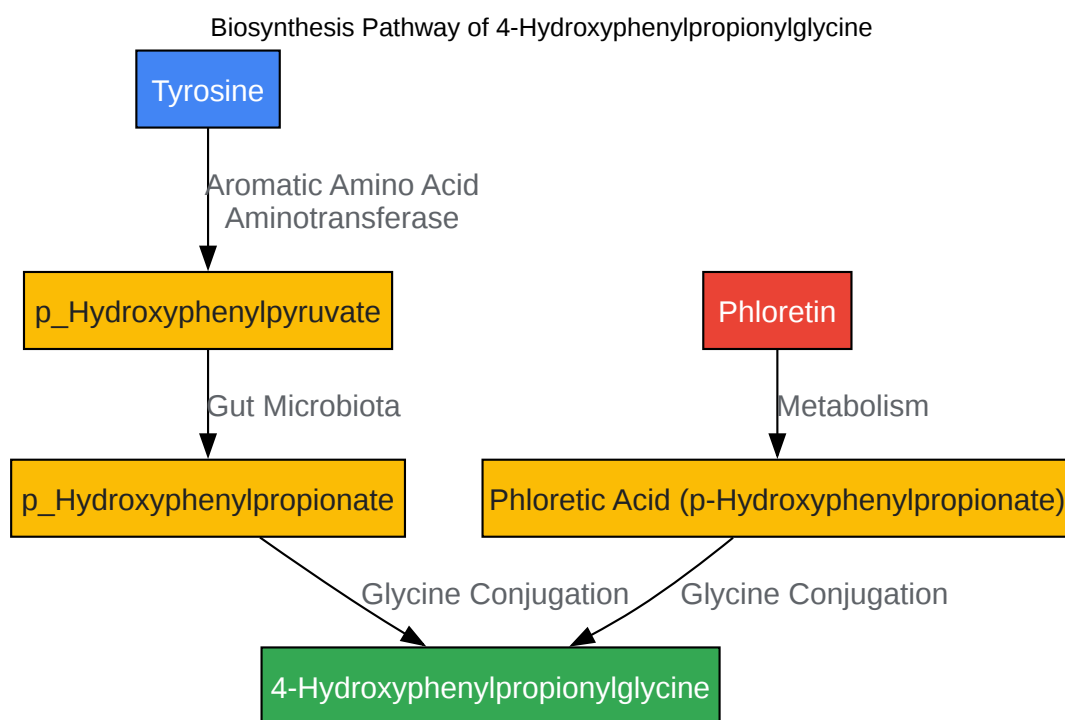 Biosynthesis Pathway of 4-Hydroxyphenylpropionylglycine
Tyrosine
Aromatic Amino Acid
Aminotransferase
p_Hydroxyphenylpyruvate
Phloretin
Gut Microbiota
Metabolism
p_Hydroxyphenylpropionate
Phloretic Acid (p-Hydroxyphenylpropionate)
Glycine Conjugation
Glycine Conjugation
4-Hydroxyphenylpropionylglycine